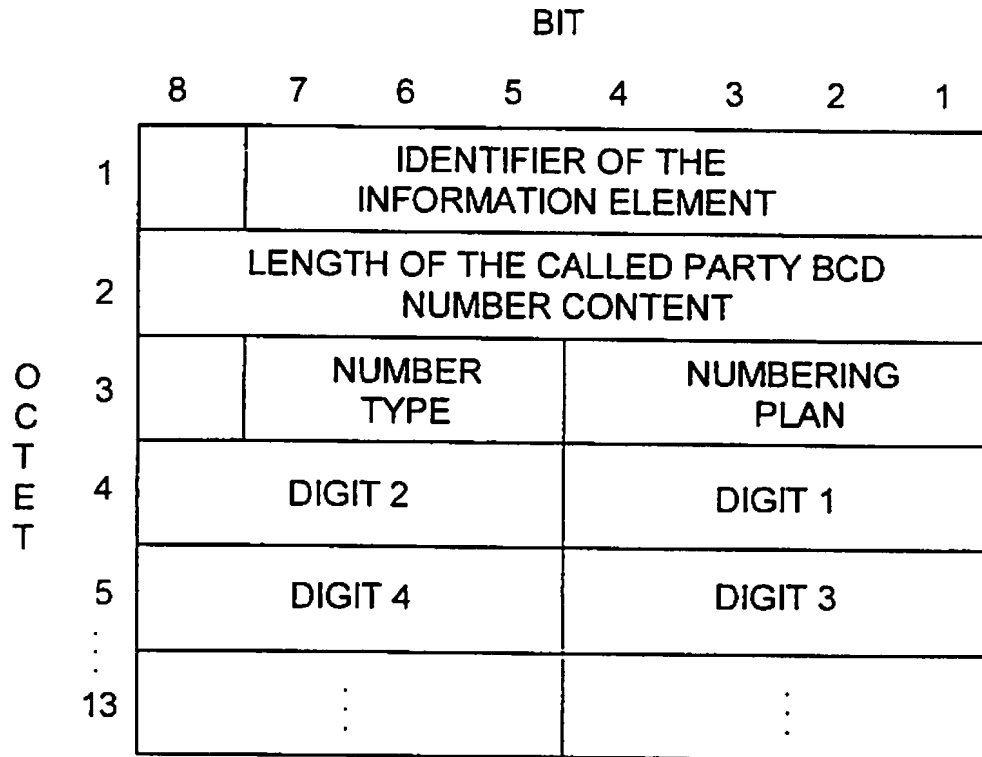 BIT
8 7 6 5 4 3 2 1
1 IDENTIFIER OF THE
INFORMATION ELEMENT
2 LENGTH OF THE CALLED PARTY BCD
NUMBER CONTENT
OCTET
3 NUMBER
TYPE
NUMBERING
PLAN
4 DIGIT 2 DIGIT 1
5 DIGIT 4 DIGIT 3
13